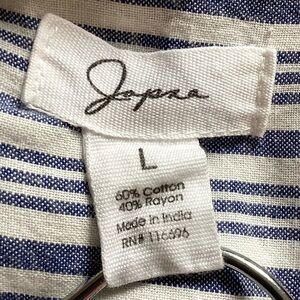 Japna
L
60% Cotton
40% Rayon
Made in India
RN# 116696